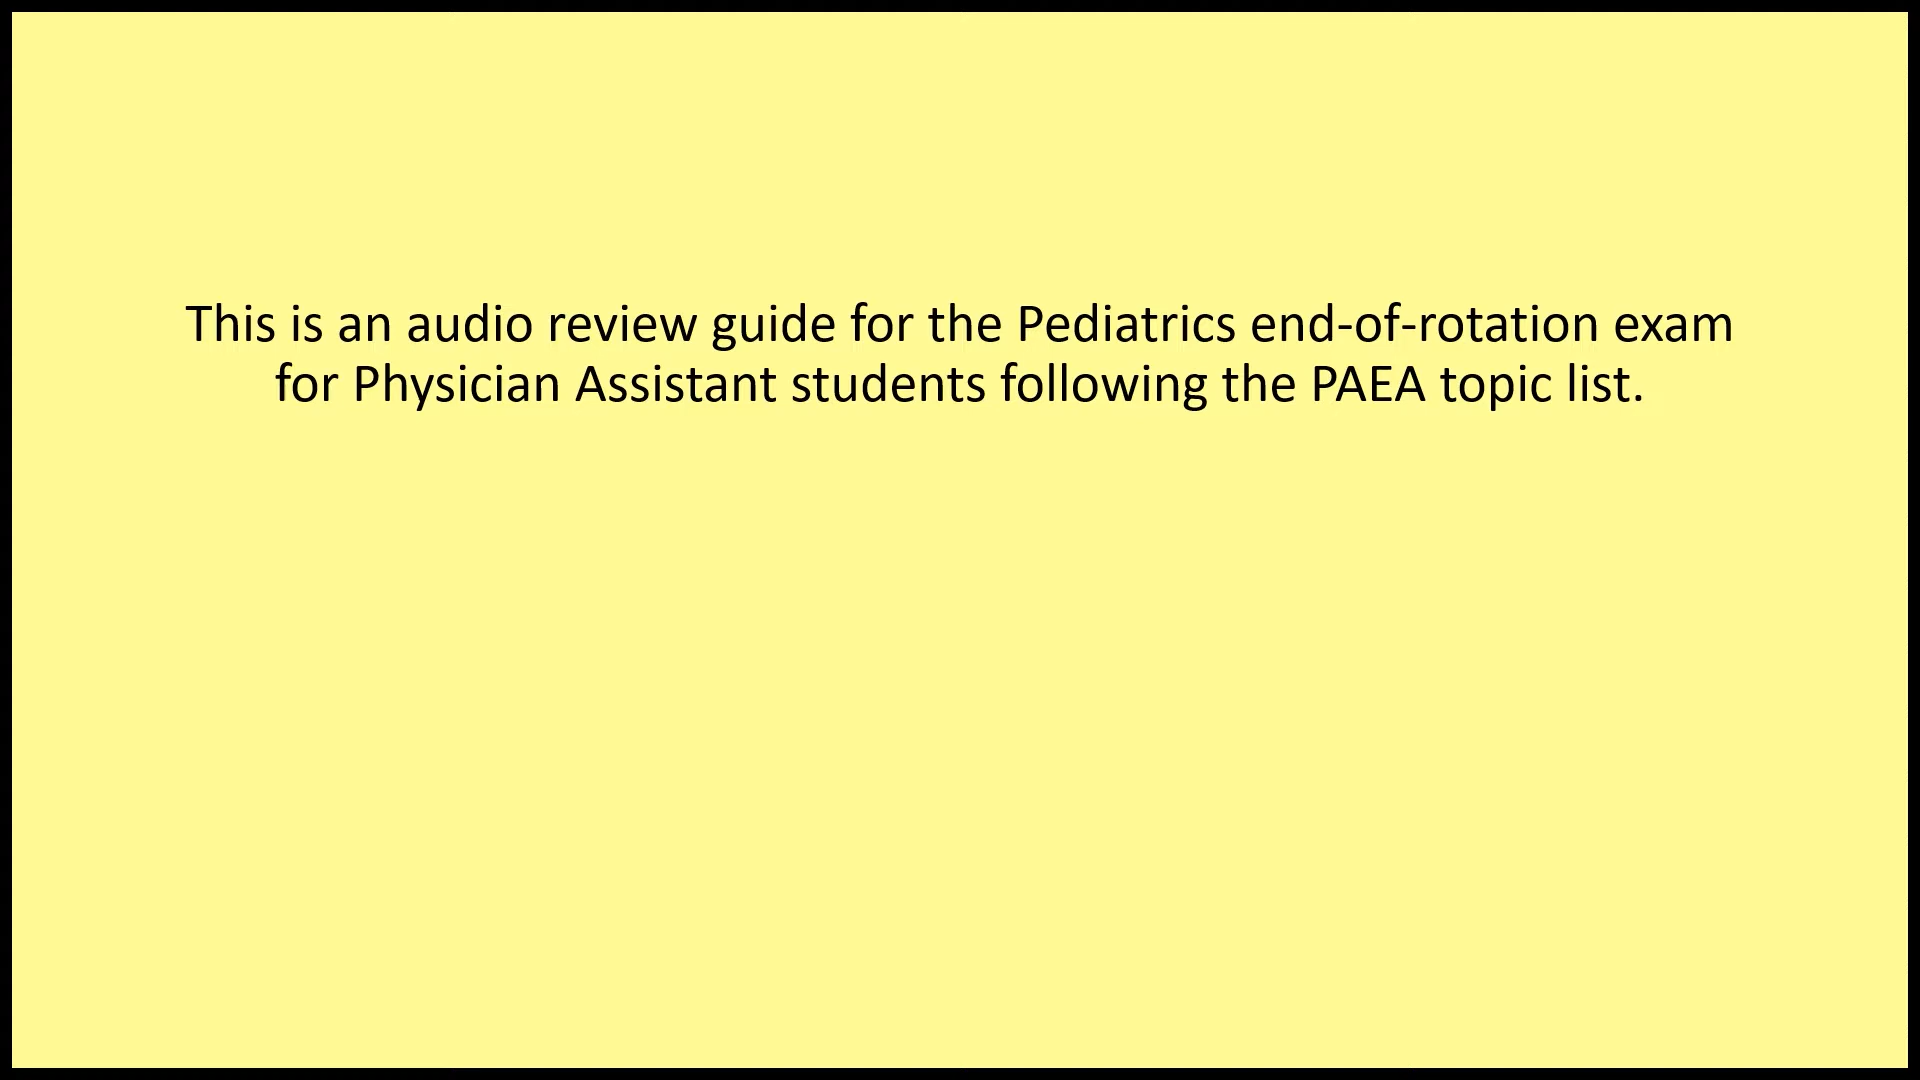 This is an audio review guide for the Pediatrics end-of-rotation exam
for Physician Assistant students following the PAEA topic list.